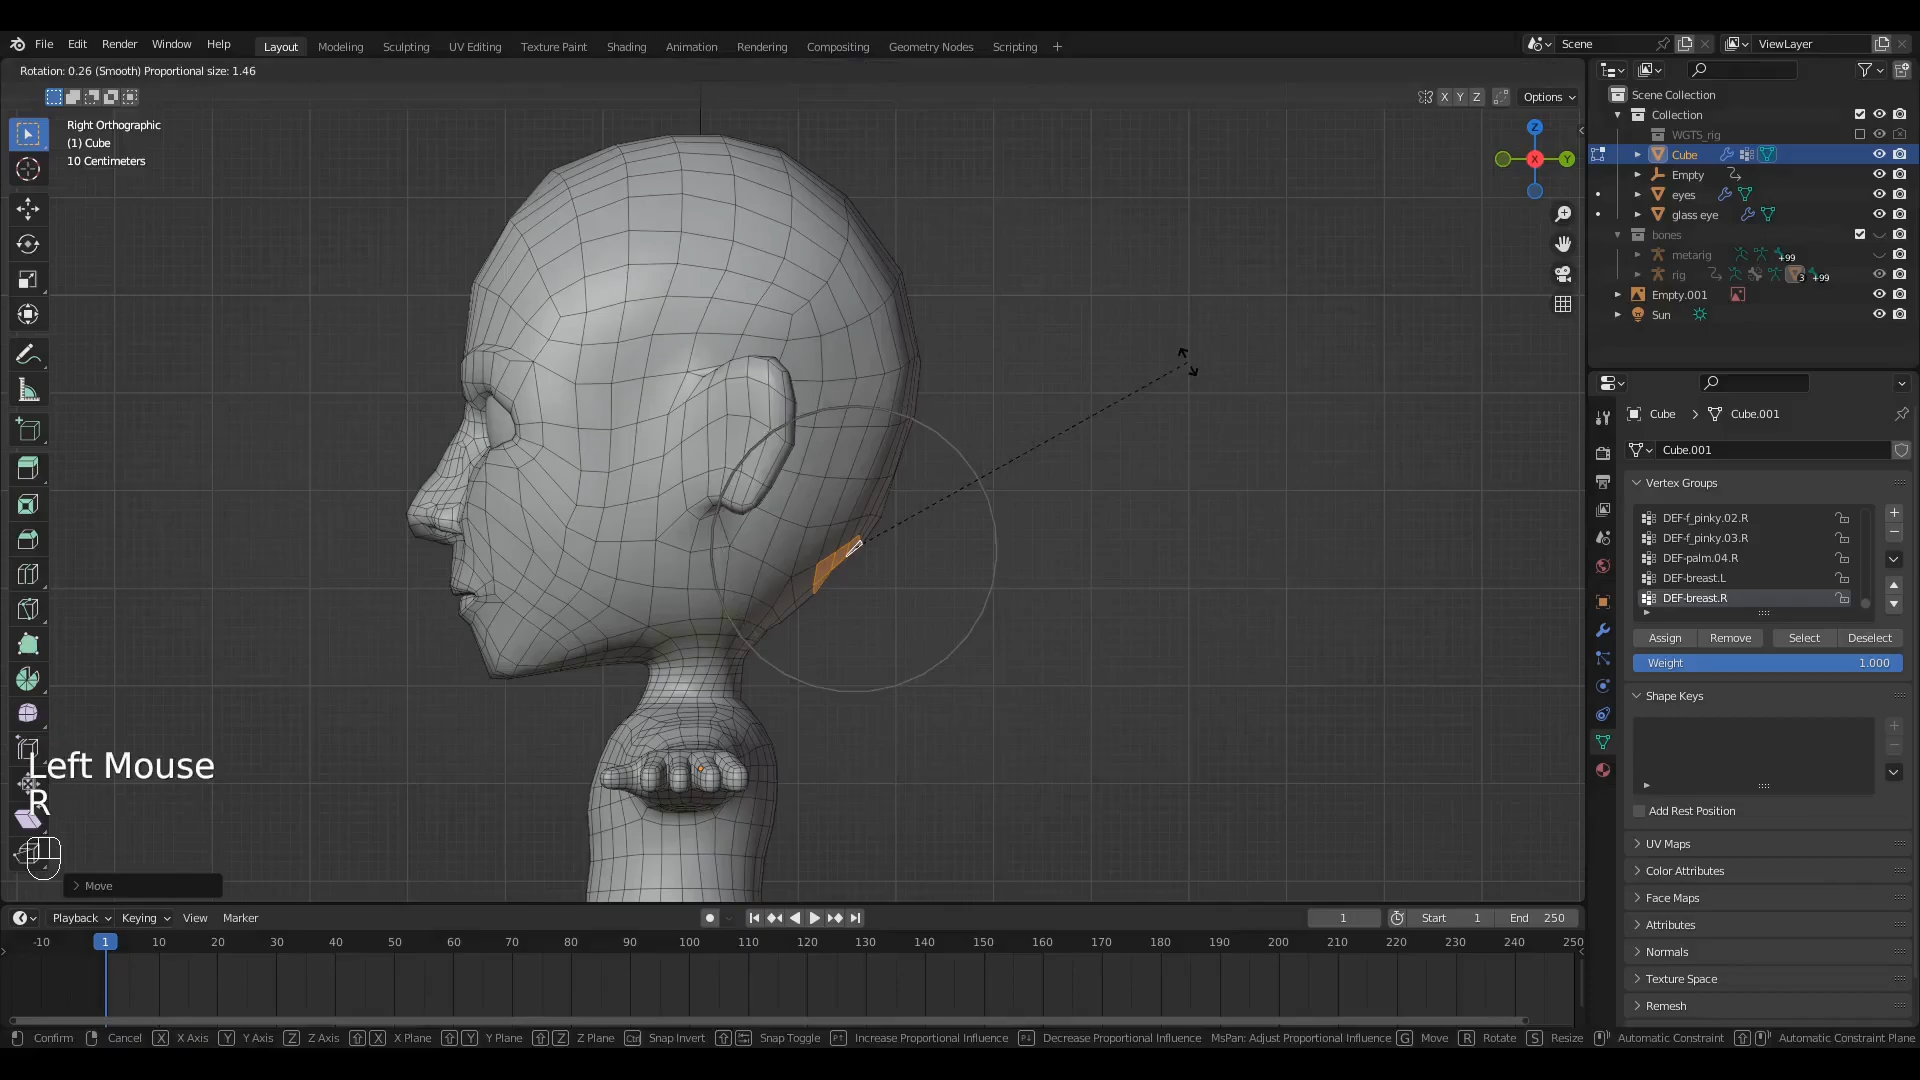 File Edit Render Window Help Layout Modeling Sculpting UV Editing Texture Paint Shading Animation Rendering Compositing Geometry Nodes Scripting + Scene ViewLayer
Rotation: 0.26 (Smooth) Proportional size: 1.46
X Y Z Options
Right Orthographic
(1) Cube
10 Centimeters
Z
X
Y
Left Mouse
R
Move
Scene Collection
Collection
WGTS_rig
Cube
Empty
eyes
glass eye
bones
metarig +99
rig 3 +99
Empty.001
Sun
Cube > Cube.001
Cube.001
Vertex Groups
DEF-f_pinky.02.R
DEF-f_pinky.03.R
DEF-palm.04.R
DEF-breast.L
DEF-breast.R
Assign Remove Select Deselect
Weight 1.000
Shape Keys
Add Rest Position
UV Maps
Color Attributes
Face Maps
Attributes
Normals
Texture Space
Remesh
Playback Keying View Marker 1 Start 1 End 250
-10 1 10 20 30 40 50 60 70 80 90 100 110 120 130 140 150 160 170 180 190 200 210 220 230 240 250
Confirm Cancel X X Axis Y Y Axis Z Z Axis X X Plane Y Y Plane Z Z Plane Ctrl Snap Invert Snap Toggle Increase Proportional Influence Decrease Proportional Influence MsPan: Adjust Proportional Influence G Move R Rotate S Resize Automatic Constraint Automatic Constraint Plane